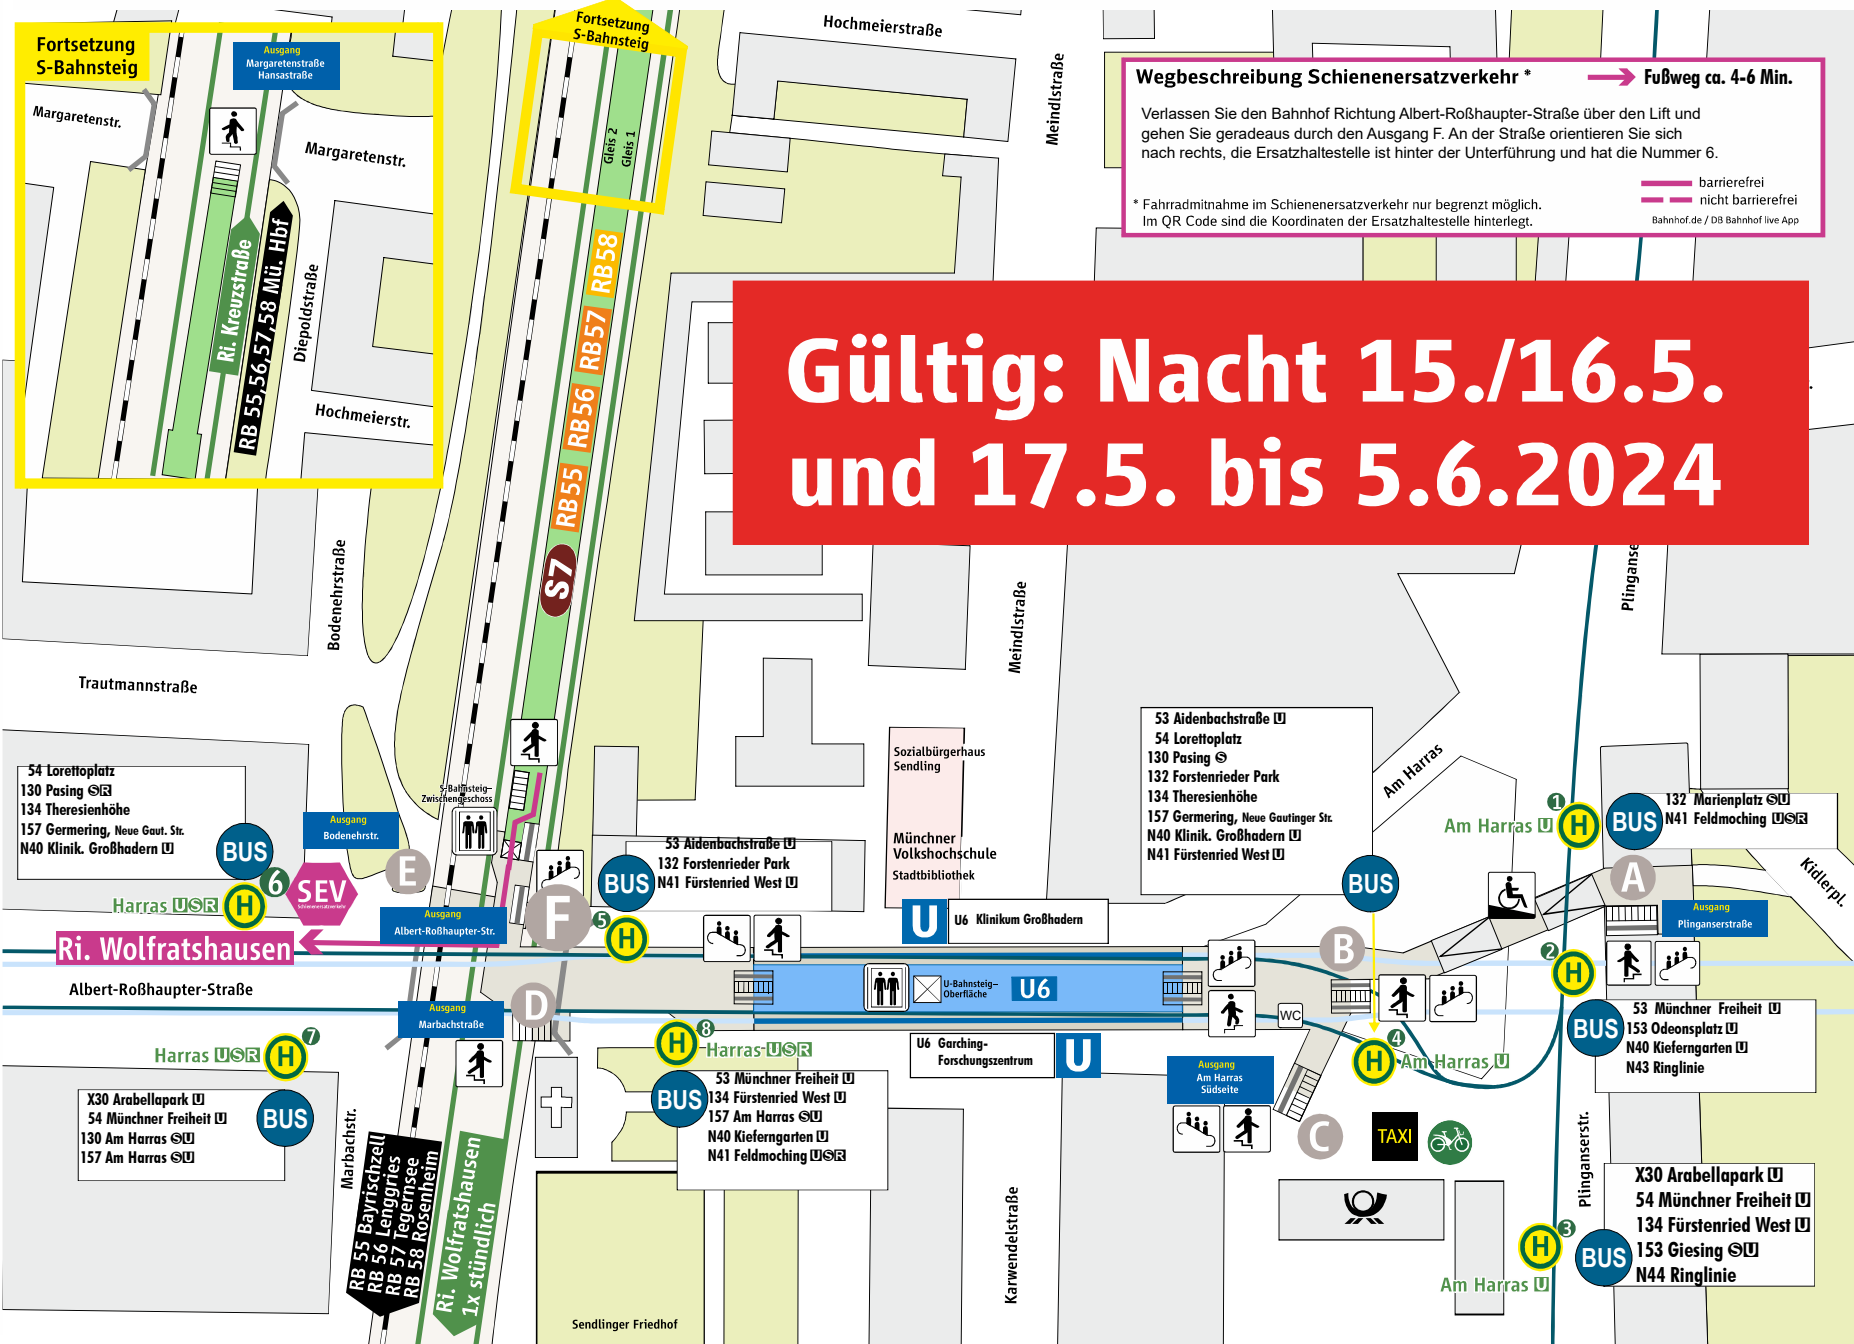 Fortsetzung
S-Bahnsteig
Ausgang
Margaretenstraße
Hansastraße
Margaretenstr.
Margaretenstr.
Ri. Kreuzstraße
RB 55,56,57,58 Mü. Hbf
Diepoldstraße
Hochmeierstr.
Fortsetzung
S-Bahnsteig
Gleis 2
Gleis 1
Hochmeierstraße
Meindlstraße
Wegbeschreibung Schienenersatzverkehr *
Fußweg ca. 4-6 Min.
Verlassen Sie den Bahnhof Richtung Albert-Roßhaupter-Straße über den Lift und
gehen Sie geradeaus durch den Ausgang F. An der Straße orientieren Sie sich
nach rechts, die Ersatzhaltestelle ist hinter der Unterführung und hat die Nummer 6.
barrierefrei
nicht barrierefrei
* Fahrradmitnahme im Schienenersatzverkehr nur begrenzt möglich.
Im QR Code sind die Koordinaten der Ersatzhaltestelle hinterlegt.
Bahnhof.de / DB Bahnhof live App
Gültig: Nacht 15./16.5.
und 17.5. bis 5.6.2024
RB58
RB57
RB56
RB55
S7
Bodenehrstraße
Trautmannstraße
Meindlstraße
Plinganse
54 Lorettoplatz
130 Pasing S R
134 Theresienhöhe
157 Germering, Neue Gaut. Str.
N40 Klinik. Großhadern U
BUS
Ausgang
Bodenehrstr.
S-Bahnsteig–
Zwischengeschoss
E
6
SEV
Schienenersatzverkehr
Harras U S R
H
Ri. Wolfratshausen
Ausgang
Albert-Roßhaupter-Str.
F
5
H
BUS
53 Aidenbachstraße U
132 Forstenrieder Park
N41 Fürstenried West U
Sozialbürgerhaus
Sendling
Münchner
Volkshochschule
Stadtbibliothek
U
U6 Klinikum Großhadern
53 Aidenbachstraße U
54 Lorettoplatz
130 Pasing S
132 Forstenrieder Park
134 Theresienhöhe
157 Germering, Neue Gautinger Str.
N40 Klinik. Großhadern U
N41 Fürstenried West U
BUS
Am Harras
1
Am Harras U
H
BUS
132 Marienplatz S U
N41 Feldmoching U S R
Kidlerpl.
A
Ausgang
Plinganserstraße
B
2
H
Albert-Roßhaupter-Straße
Ausgang
Marbachstraße
D
U-Bahnsteig–
Oberfläche
U6
WC
7
Harras U S R
H
8
H
Harras U S R
U6 Garching-
Forschungszentrum
U
4
H
Am Harras U
BUS
53 Münchner Freiheit U
153 Odeonsplatz U
N40 Kieferngarten U
N43 Ringlinie
Ausgang
Am Harras
Südseite
C
TAXI
X30 Arabellapark U
54 Münchner Freiheit U
130 Am Harras S U
157 Am Harras S U
BUS
BUS
53 Münchner Freiheit U
134 Fürstenried West U
157 Am Harras S U
N40 Kieferngarten U
N41 Feldmoching U S R
Marbachstr.
RB 55 Bayrischzell
RB 56 Lenggries
RB 57 Tegernsee
RB 58 Rosenheim
Ri. Wolfratshausen
1x stündlich
Sendlinger Friedhof
Karwendelstraße
Plinganserstr.
3
H
Am Harras U
BUS
X30 Arabellapark U
54 Münchner Freiheit U
134 Fürstenried West U
153 Giesing S U
N44 Ringlinie